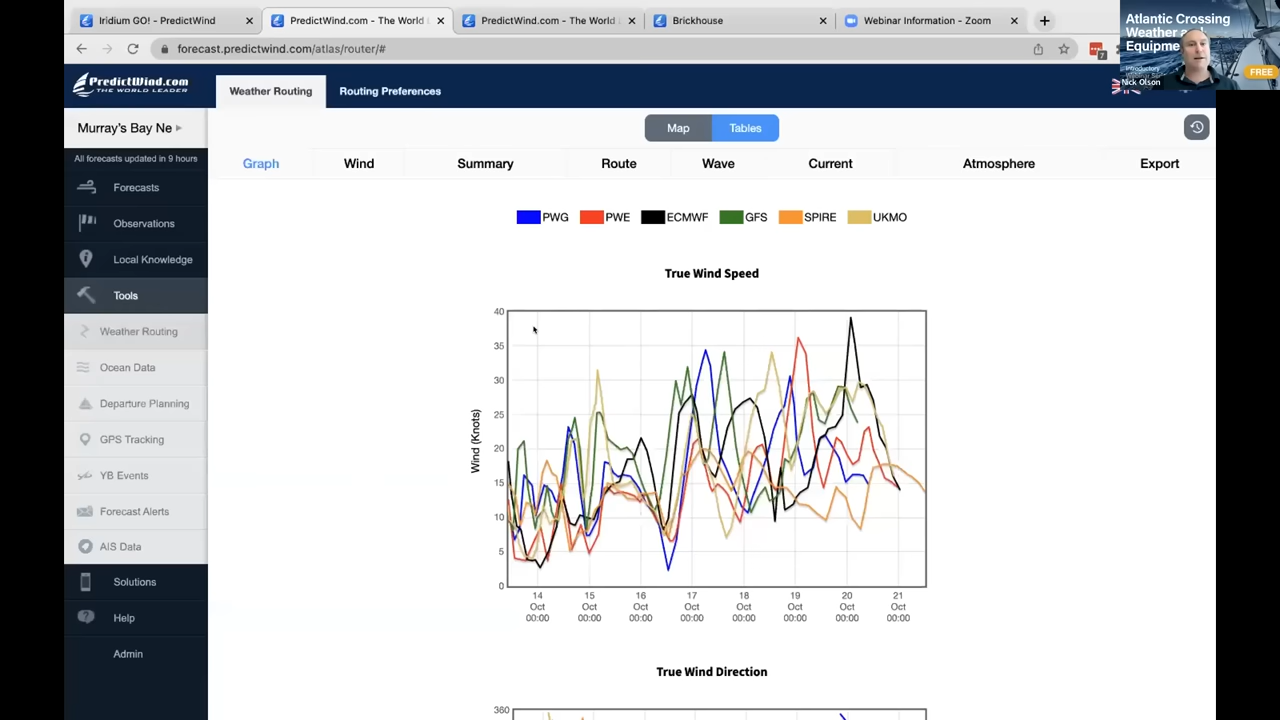 Iridium GO! - PredictWind
PredictWind.com - The World
PredictWind.com - The World
Brickhouse
Webinar Information - Zoom
forecast.predictwind.com/atlas/router/#
7
Atlantic Crossing
Weather
Equipme
Introductory
Nick Olson
FREE
PredictWind.com
THE WORLD LEADER
Weather Routing
Routing Preferences
Murray's Bay Ne
Map
Tables
All forecasts updated in 9 hours
Graph
Wind
Summary
Route
Wave
Current
Atmosphere
Export
Forecasts
Observations
Local Knowledge
Tools
Weather Routing
Ocean Data
Departure Planning
GPS Tracking
YB Events
Forecast Alerts
AIS Data
Solutions
Help
Admin
PWG
PWE
ECMWF
GFS
SPIRE
UKMO
True Wind Speed
Wind (Knots)
40
35
30
25
20
15
10
5
0
14 Oct 00:00
15 Oct 00:00
16 Oct 00:00
17 Oct 00:00
18 Oct 00:00
19 Oct 00:00
20 Oct 00:00
21 Oct 00:00
True Wind Direction
360